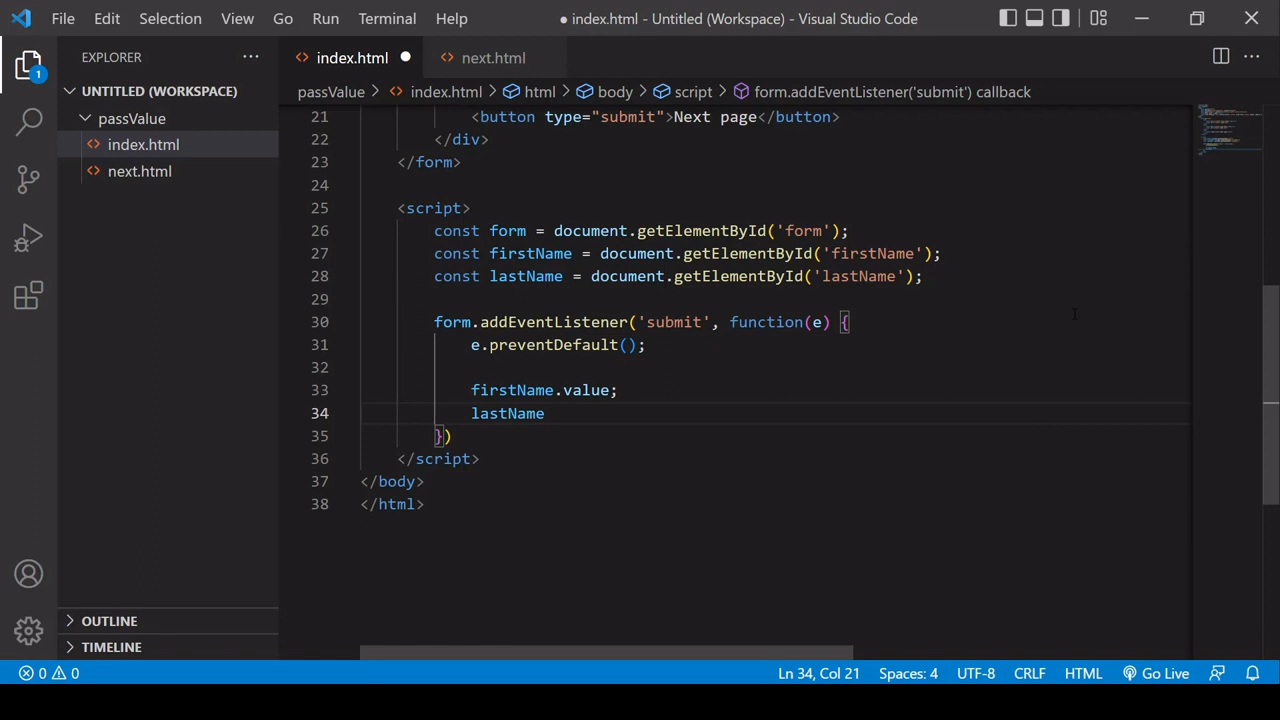 File Edit Selection View Go Run Terminal Help ● index.html - Untitled (Workspace) - Visual Studio Code
EXPLORER ···
index.html ● next.html
1
UNTITLED (WORKSPACE)
passValue
index.html
next.html
passValue > index.html > html > body > script > form.addEventListener('submit') callback
21 <button type="submit">Next page</button>
22 </div>
23 </form>
24
25 <script>
26 const form = document.getElementById('form');
27 const firstName = document.getElementById('firstName');
28 const lastName = document.getElementById('lastName');
29
30 form.addEventListener('submit', function(e) {
31 e.preventDefault();
32
33 firstName.value;
34 lastName
35 })
36 </script>
37 </body>
38 </html>
OUTLINE
TIMELINE
0 0 Ln 34, Col 21 Spaces: 4 UTF-8 CRLF HTML Go Live